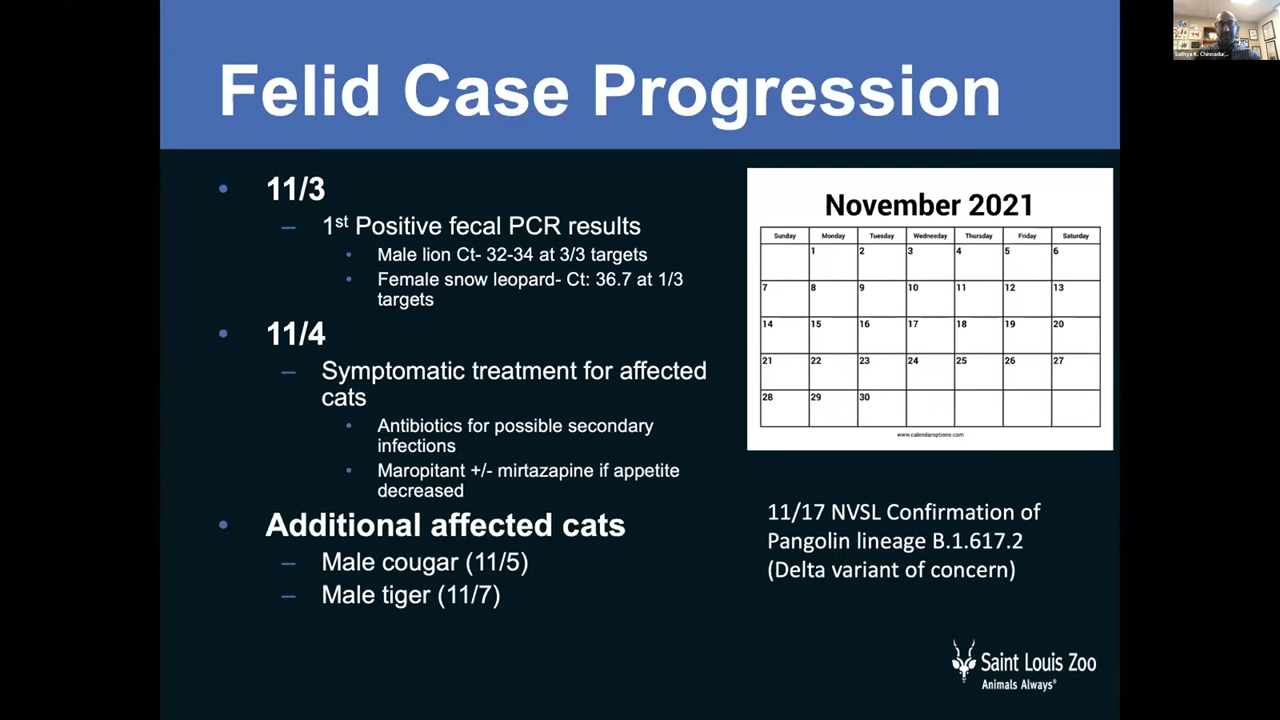 Felid Case Progression
• 11/3
– 1st Positive fecal PCR results
• Male lion Ct- 32-34 at 3/3 targets
• Female snow leopard- Ct: 36.7 at 1/3
targets
• 11/4
– Symptomatic treatment for affected
cats
• Antibiotics for possible secondary
infections
• Maropitant +/- mirtazapine if appetite
decreased
• Additional affected cats
– Male cougar (11/5)
– Male tiger (11/7)
November 2021
Sunday Monday Tuesday Wednesday Thursday Friday Saturday
1 2 3 4 5 6
7 8 9 10 11 12 13
14 15 16 17 18 19 20
21 22 23 24 25 26 27
28 29 30
www.calendaroptions.com
11/17 NVSL Confirmation of
Pangolin lineage B.1.617.2
(Delta variant of concern)
Saint Louis Zoo
Animals Always®
Sathya K. Chinnadur...